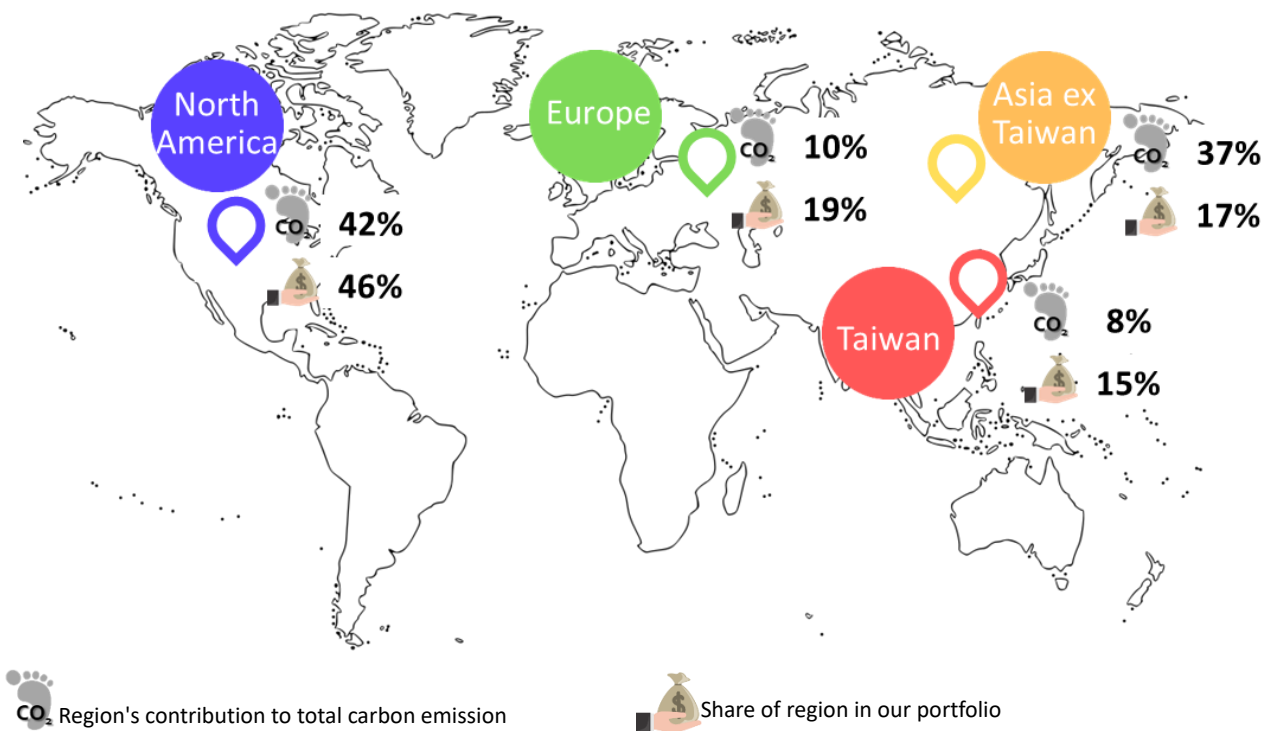 North
America
CO₂ 42%
$ 46%
Europe
CO₂ 10%
$ 19%
Asia ex
Taiwan
CO₂ 37%
$ 17%
Taiwan
CO₂ 8%
$ 15%
CO₂ Region's contribution to total carbon emission
$ Share of region in our portfolio